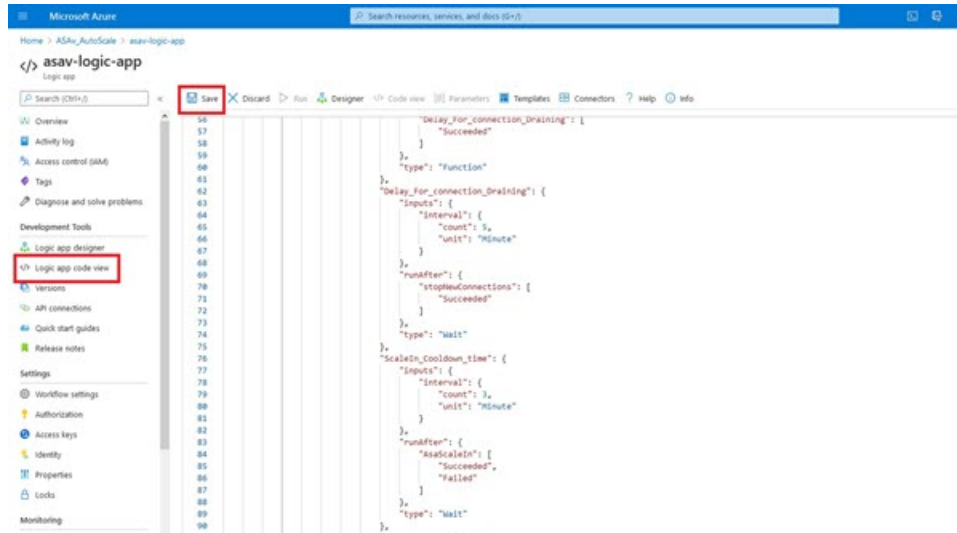 Microsoft Azure
Search resources, services, and docs (G+/)
Home > ASAv_AutoScale > asav-logic-app
</> asav-logic-app
Logic app
Search (Ctrl+/)
«
Save Discard Run Designer </> Code view Parameters Templates Connectors ? Help Info
Overview
Activity log
Access control (IAM)
Tags
Diagnose and solve problems
Development Tools
Logic app designer
</> Logic app code view
Versions
API connections
Quick start guides
Release notes
Settings
Workflow settings
Authorization
Access keys
Identity
Properties
Locks
Monitoring
56 "Delay_For_connection_Draining": [
57 "Succeeded"
58 ]
59 },
60 "type": "Function"
61 },
62 "Delay_For_connection_Draining": {
63 "inputs": {
64 "interval": {
65 "count": 5,
66 "unit": "Minute"
67 }
68 },
69 "runAfter": {
70 "stopNewConnections": [
71 "Succeeded"
72 ]
73 },
74 "type": "Wait"
75 },
76 "ScaleIn_Cooldown_time": {
77 "inputs": {
78 "interval": {
79 "count": 3,
80 "unit": "Minute"
81 }
82 },
83 "runAfter": {
84 "AsaScaleIn": [
85 "Succeeded",
86 "Failed"
87 ]
88 },
89 "type": "Wait"
90 },